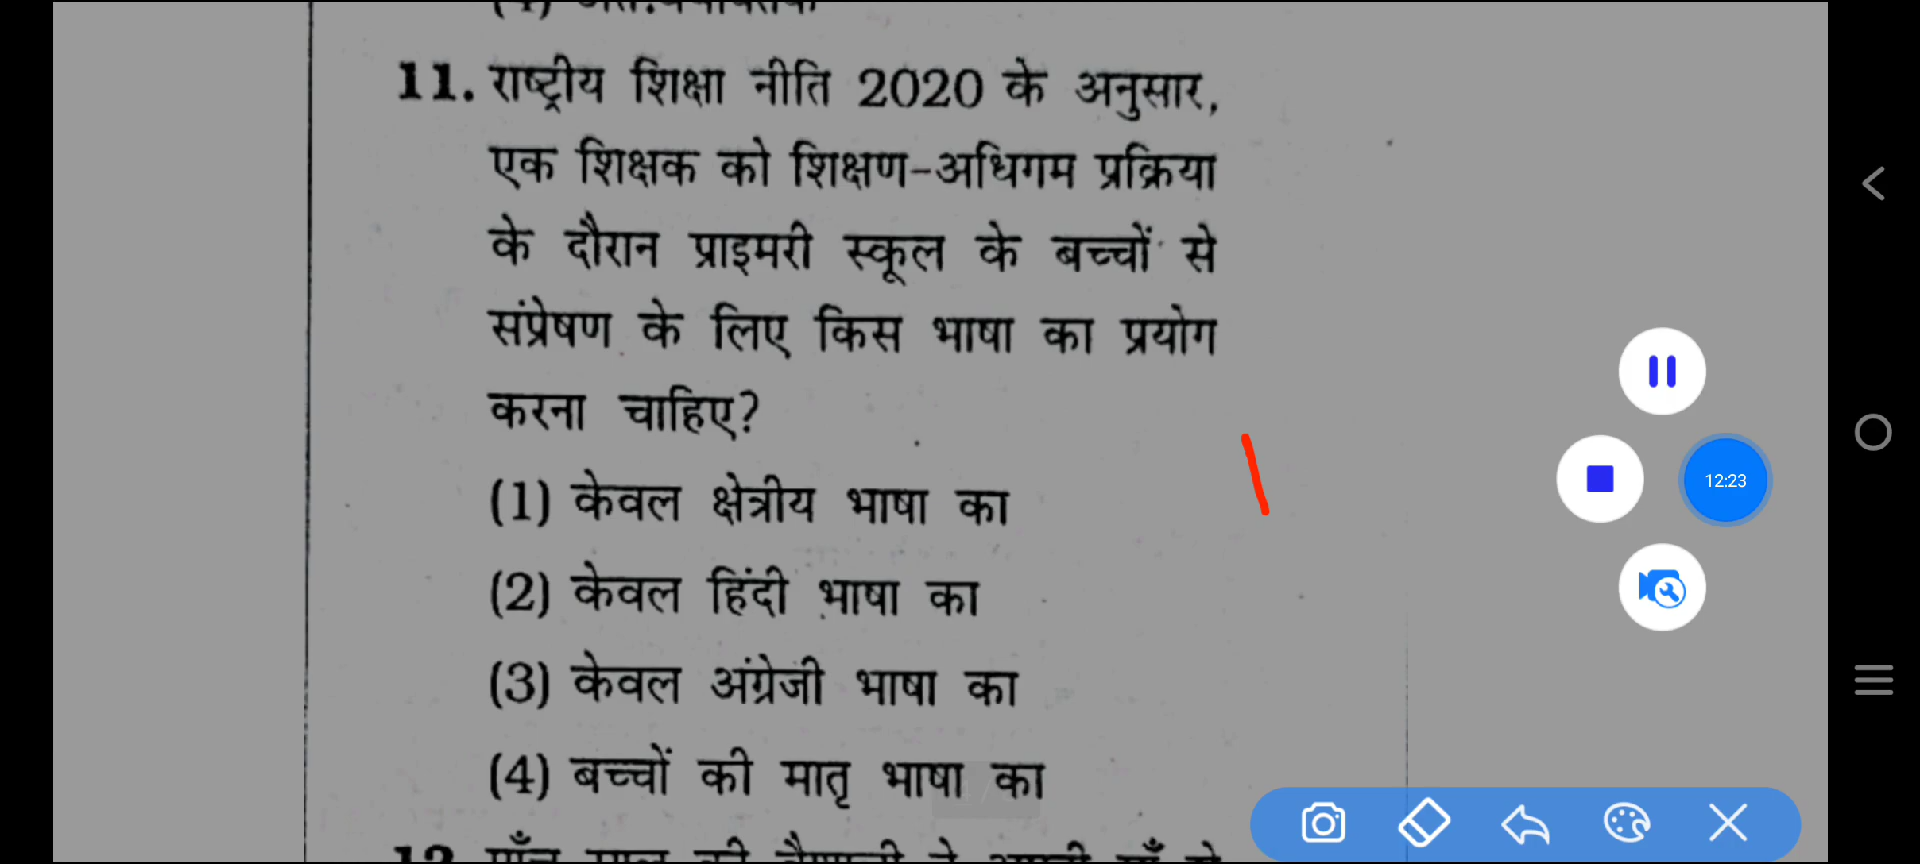 11. राष्ट्रीय शिक्षा नीति 2020 के अनुसार,
एक शिक्षक को शिक्षण-अधिगम प्रक्रिया
के दौरान प्राइमरी स्कूल के बच्चों से
संप्रेषण के लिए किस भाषा का प्रयोग
करना चाहिए?
(1) केवल क्षेत्रीय भाषा का
(2) केवल हिंदी भाषा का
(3) केवल अंग्रेजी भाषा का
(4) बच्चों की मातृ भाषा का
12:23